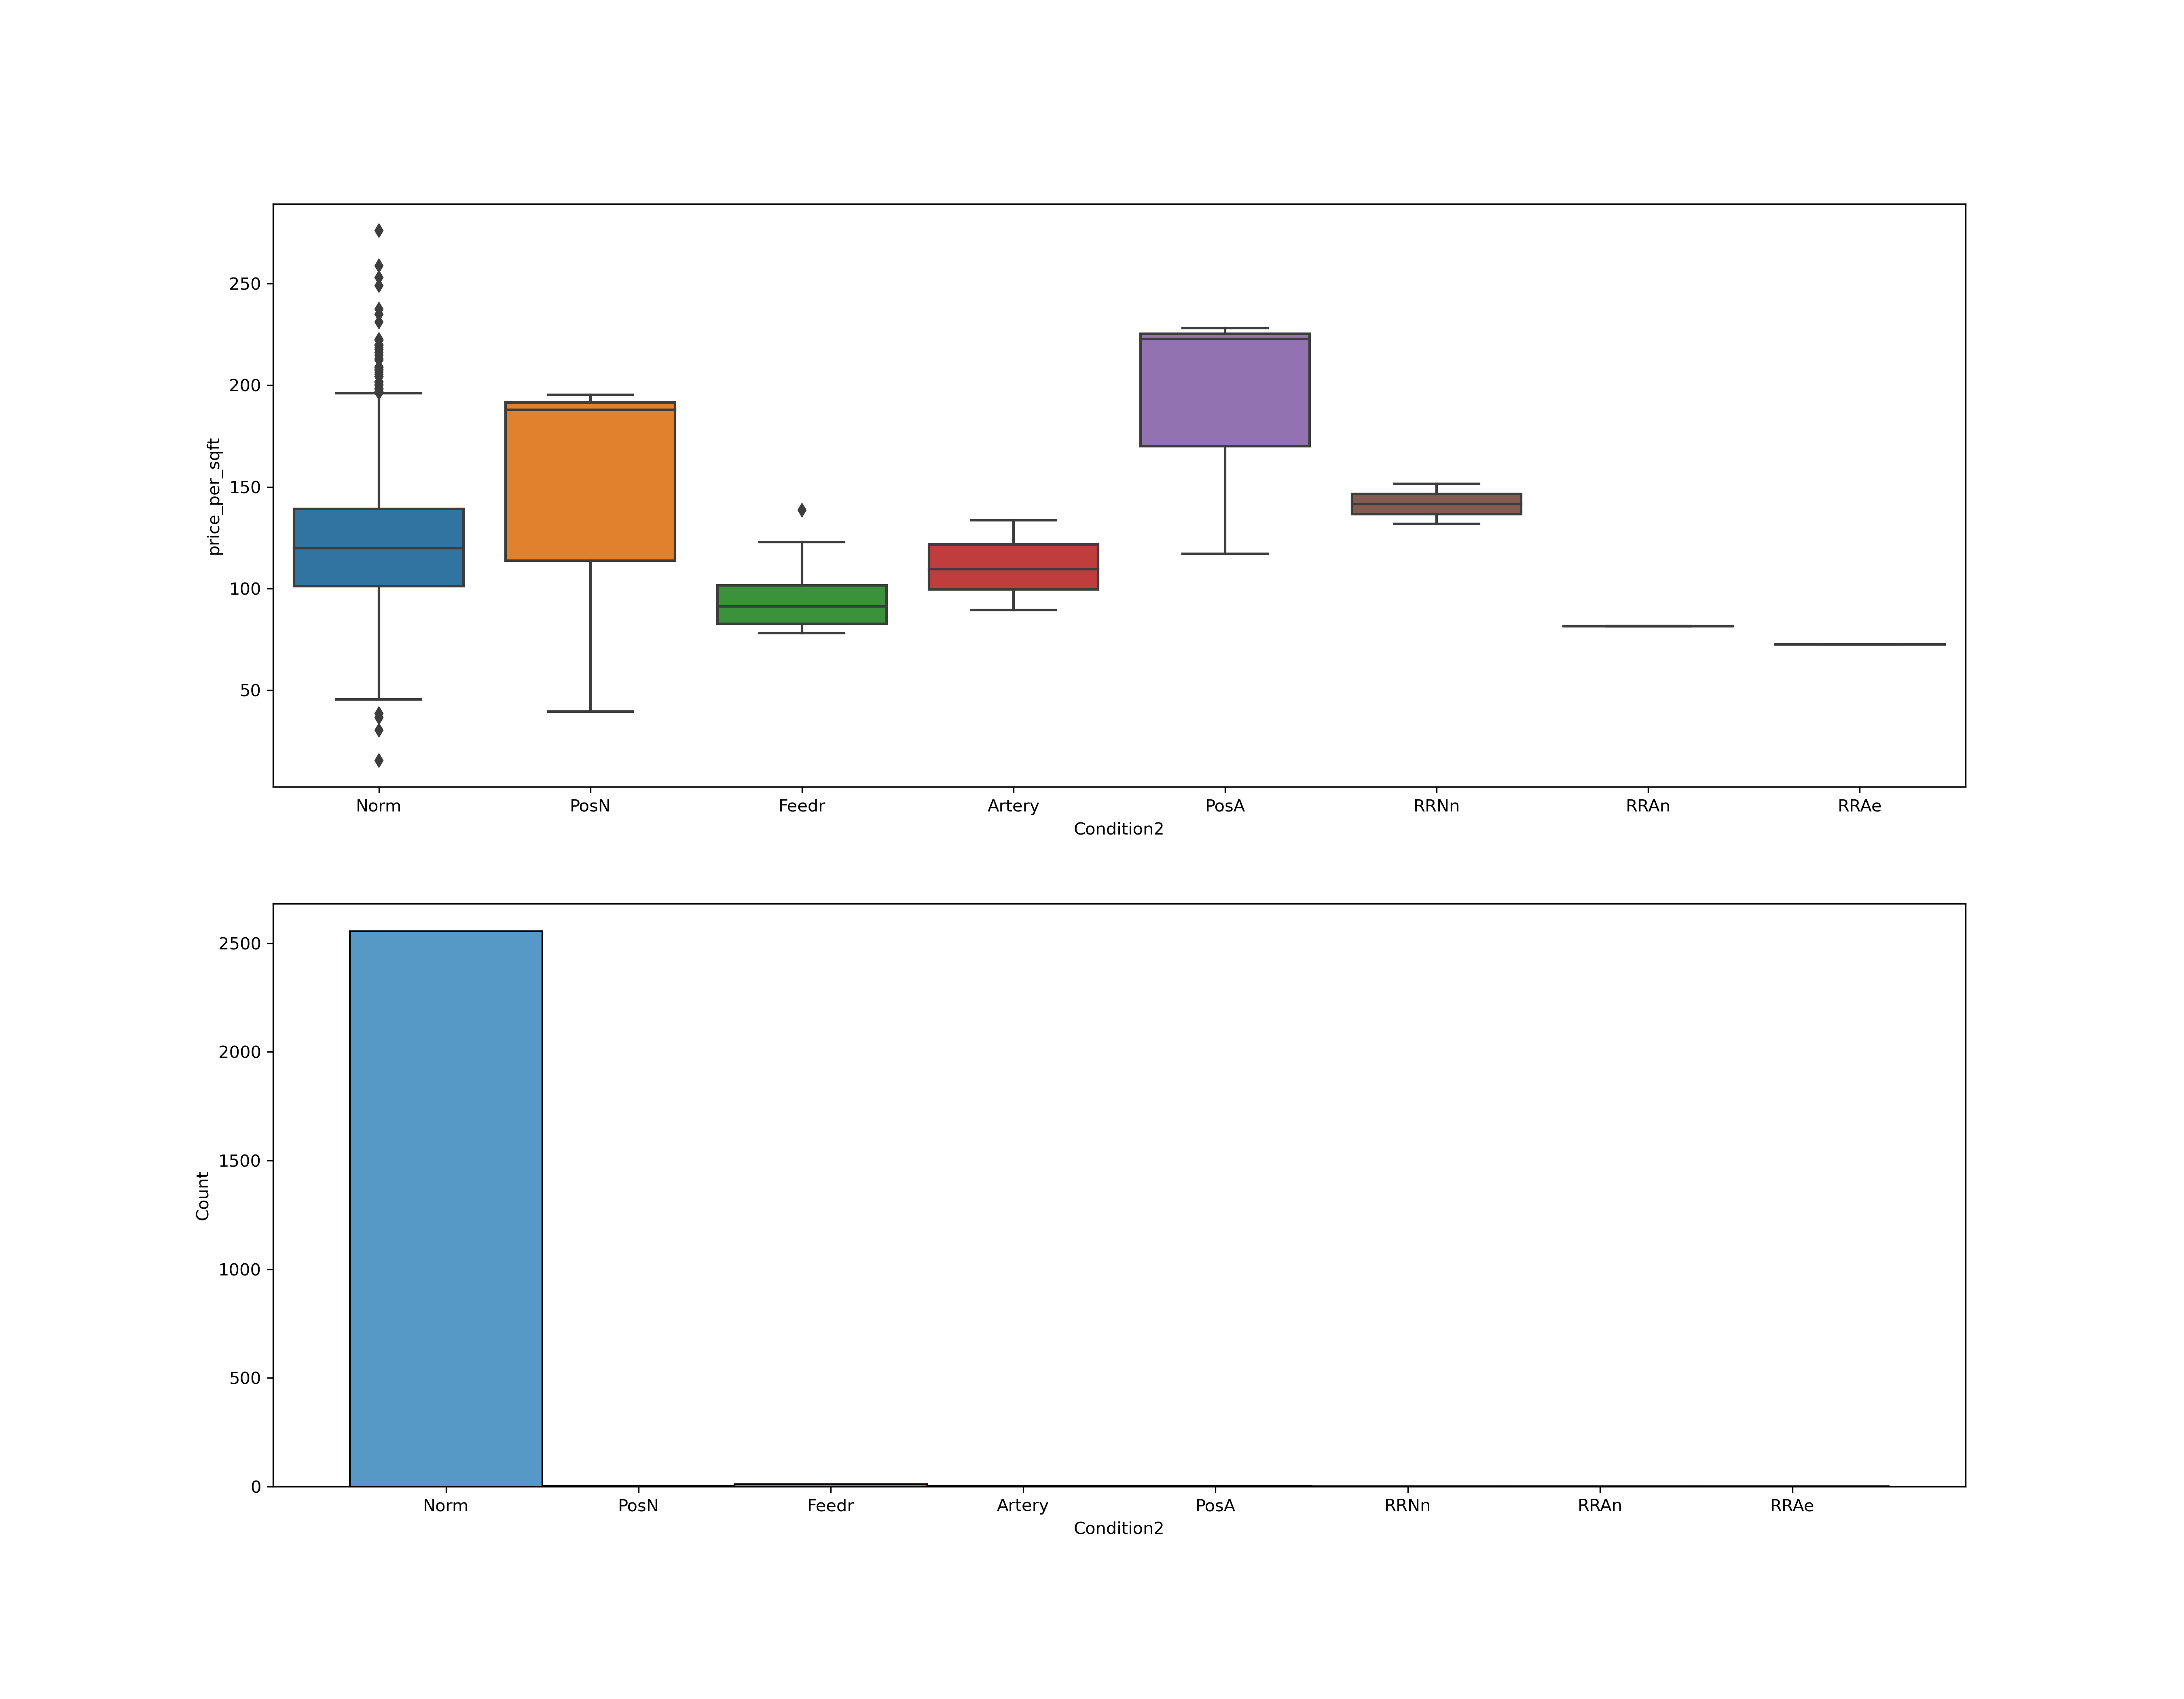 250
200
150
100
50
price_per_sqft
Norm PosN Feedr Artery PosA RRNn RRAn RRAe
Condition2
2500
2000
1500
1000
500
0
Count
Norm PosN Feedr Artery PosA RRNn RRAn RRAe
Condition2